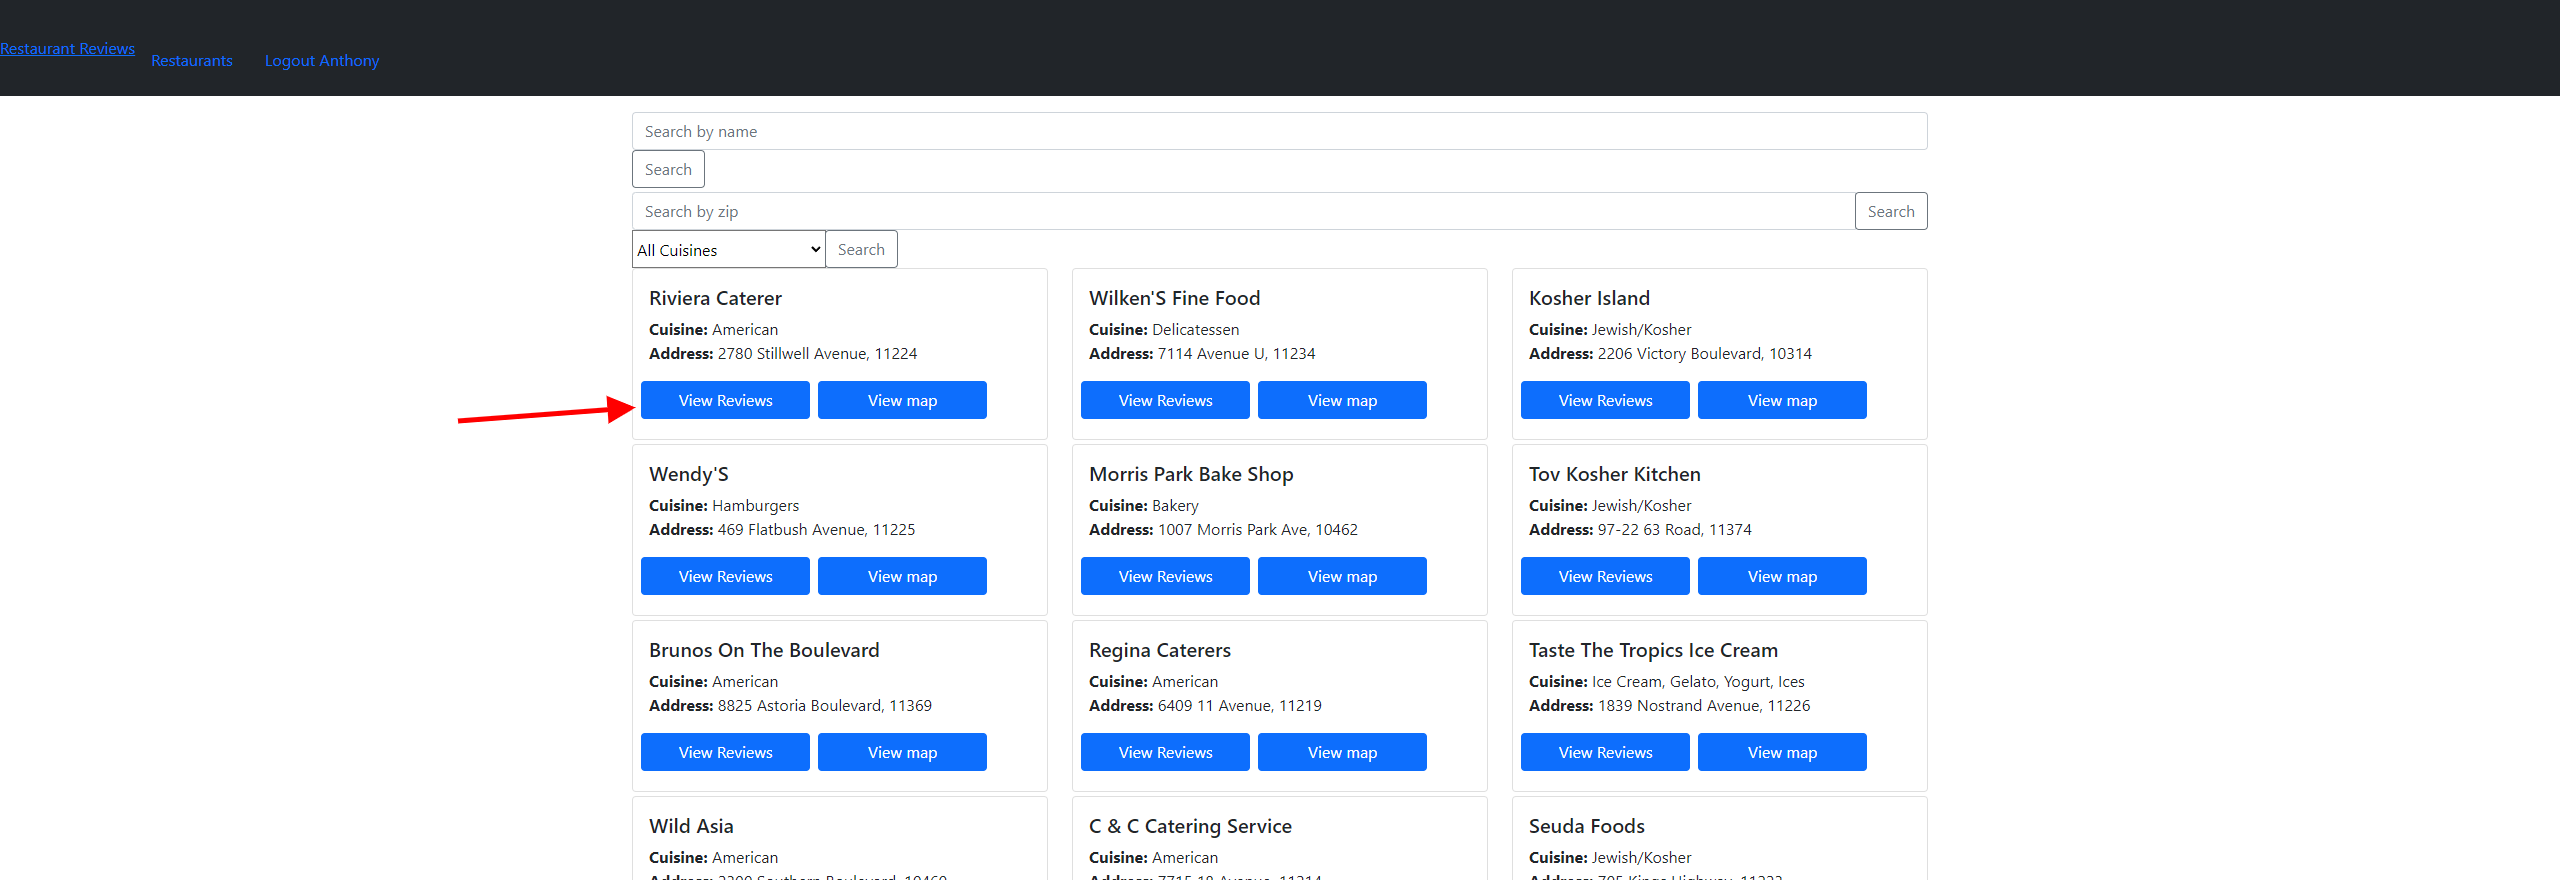 Restaurant Reviews
Restaurants Logout Anthony
Search by name
Search
Search by zip Search
All Cuisines Search
Riviera Caterer
Cuisine: American
Address: 2780 Stillwell Avenue, 11224
View Reviews View map
Wilken'S Fine Food
Cuisine: Delicatessen
Address: 7114 Avenue U, 11234
View Reviews View map
Kosher Island
Cuisine: Jewish/Kosher
Address: 2206 Victory Boulevard, 10314
View Reviews View map
Wendy'S
Cuisine: Hamburgers
Address: 469 Flatbush Avenue, 11225
View Reviews View map
Morris Park Bake Shop
Cuisine: Bakery
Address: 1007 Morris Park Ave, 10462
View Reviews View map
Tov Kosher Kitchen
Cuisine: Jewish/Kosher
Address: 97-22 63 Road, 11374
View Reviews View map
Brunos On The Boulevard
Cuisine: American
Address: 8825 Astoria Boulevard, 11369
View Reviews View map
Regina Caterers
Cuisine: American
Address: 6409 11 Avenue, 11219
View Reviews View map
Taste The Tropics Ice Cream
Cuisine: Ice Cream, Gelato, Yogurt, Ices
Address: 1839 Nostrand Avenue, 11226
View Reviews View map
Wild Asia
Cuisine: American
C & C Catering Service
Cuisine: American
Seuda Foods
Cuisine: Jewish/Kosher